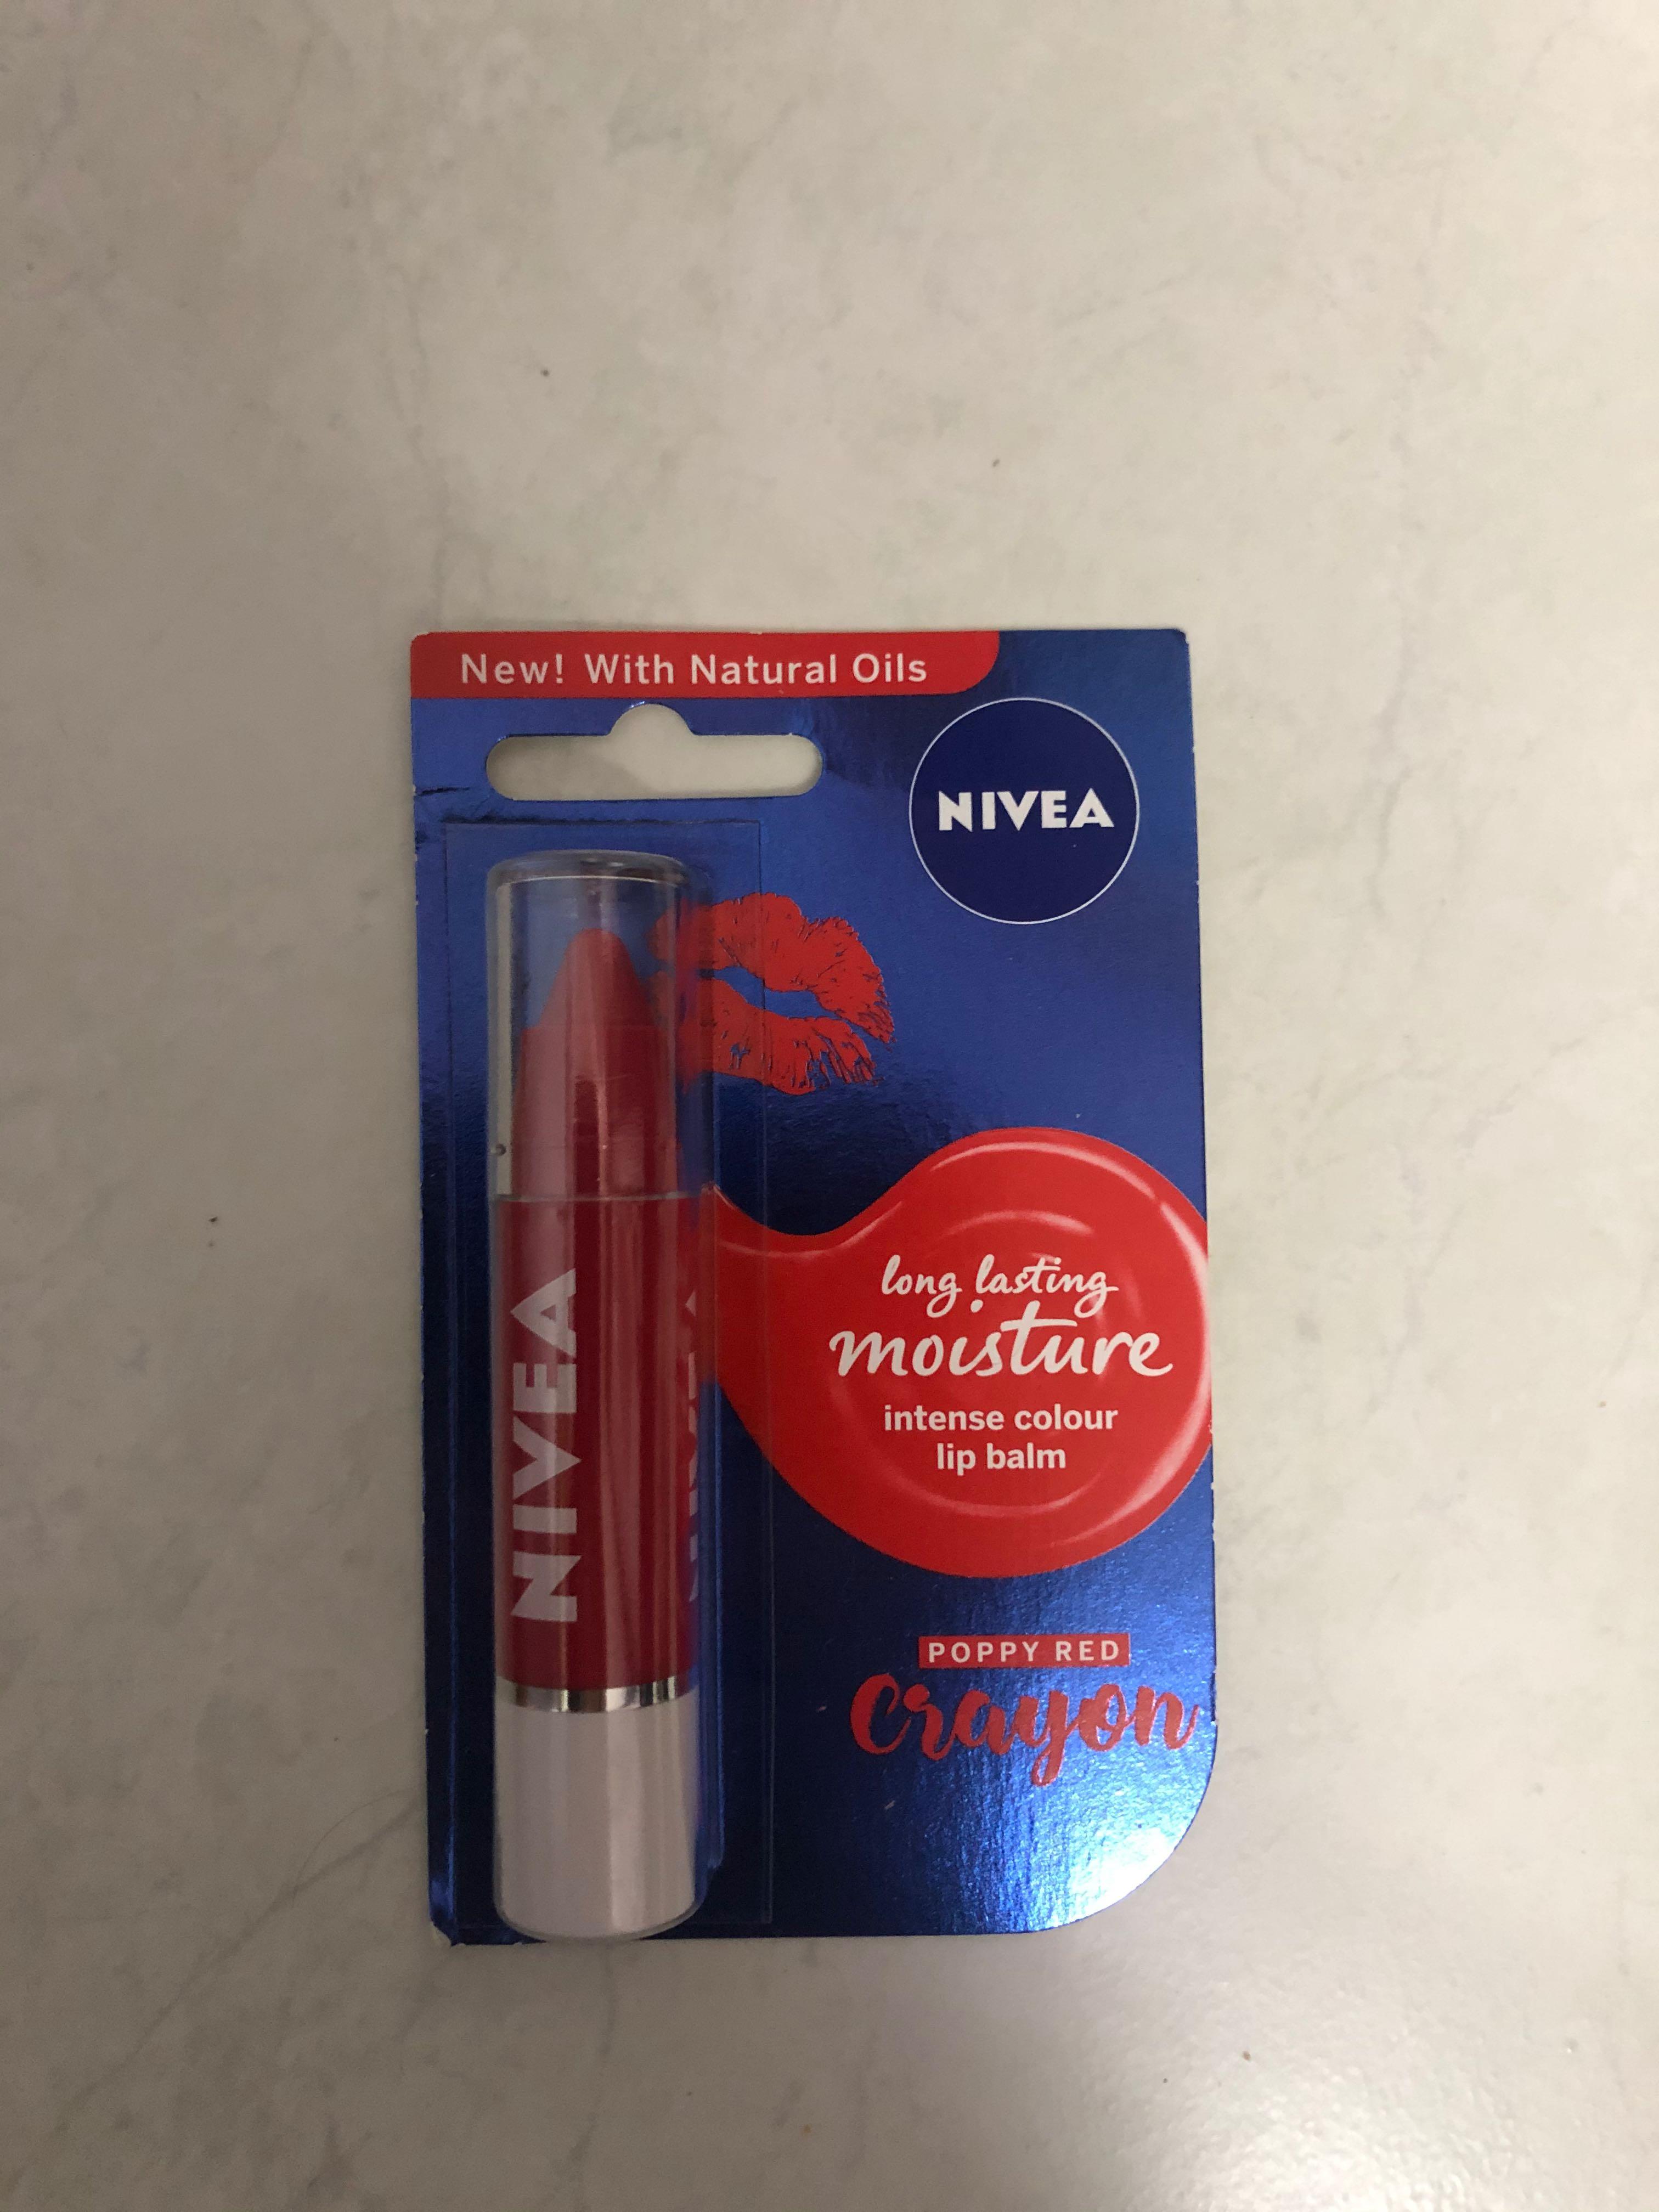 New! With Natural Oils
NIVEA
NIVEA
long lasting
moisture
intense colour
lip balm
POPPY RED
crayon